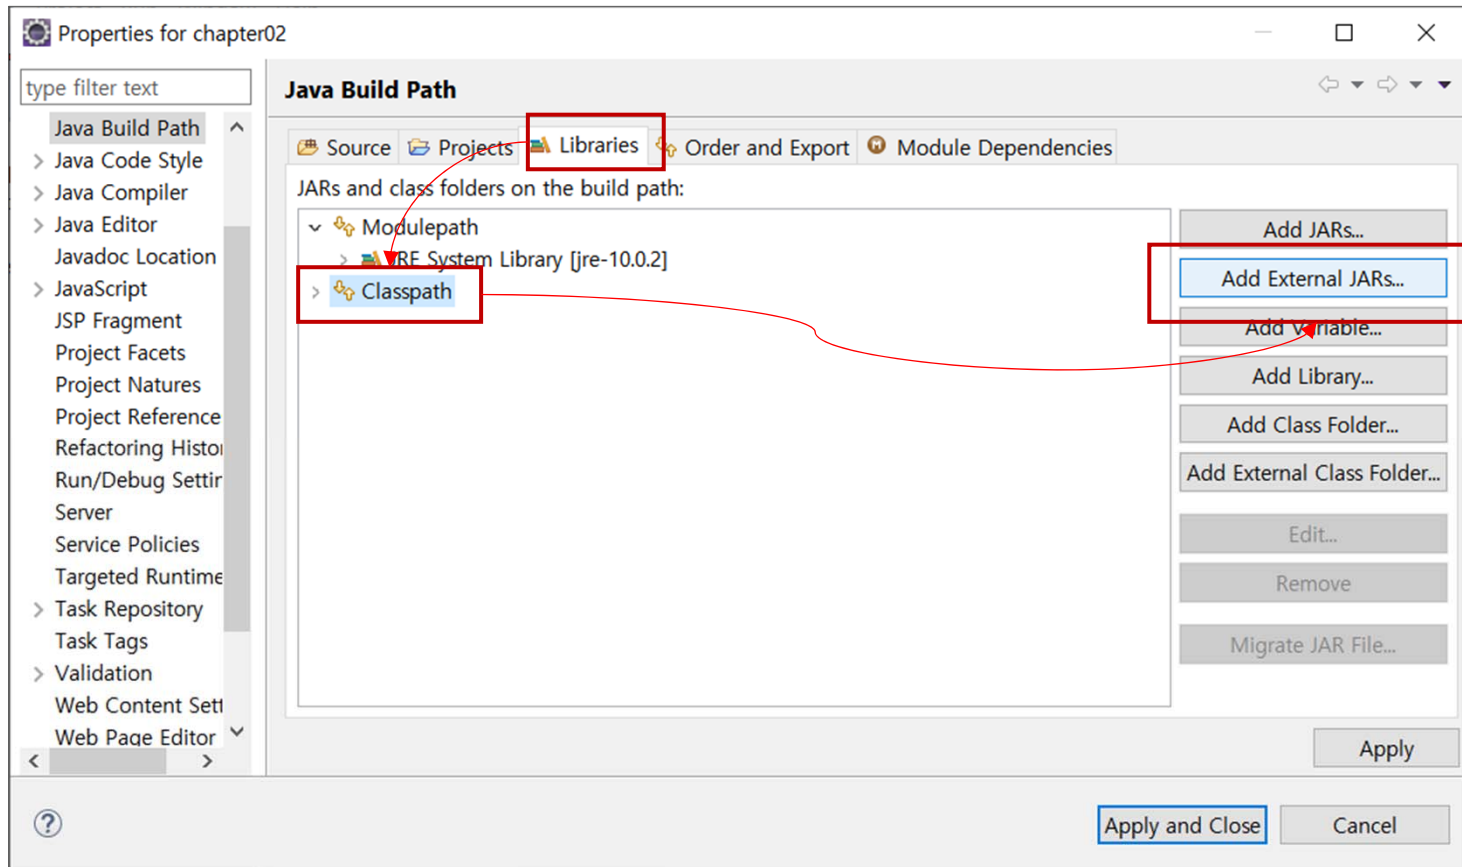 Properties for chapter02
type filter text
Java Build Path
Java Code Style
Java Compiler
Java Editor
Javadoc Location
JavaScript
JSP Fragment
Project Facets
Project Natures
Project Reference
Refactoring Histor
Run/Debug Settin
Server
Service Policies
Targeted Runtime
Task Repository
Task Tags
Validation
Web Content Sett
Web Page Editor
Java Build Path
Source Projects Libraries Order and Export Module Dependencies
JARs and class folders on the build path:
Modulepath
JRE System Library [jre-10.0.2]
Classpath
Add JARs...
Add External JARs...
Add Variable...
Add Library...
Add Class Folder...
Add External Class Folder...
Edit...
Remove
Migrate JAR File...
Apply
Apply and Close Cancel